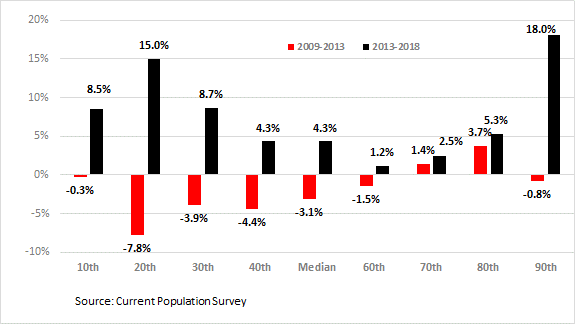 20%
15%
10%
5%
0%
-5%
-10%
2009-2013 2013-2018
8.5% 15.0% 8.7% 4.3% 4.3% 1.2% 2.5% 5.3% 18.0%
-0.3% -7.8% -3.9% -4.4% -3.1% -1.5% 1.4% 3.7% -0.8%
10th 20th 30th 40th Median 60th 70th 80th 90th
Source: Current Population Survey